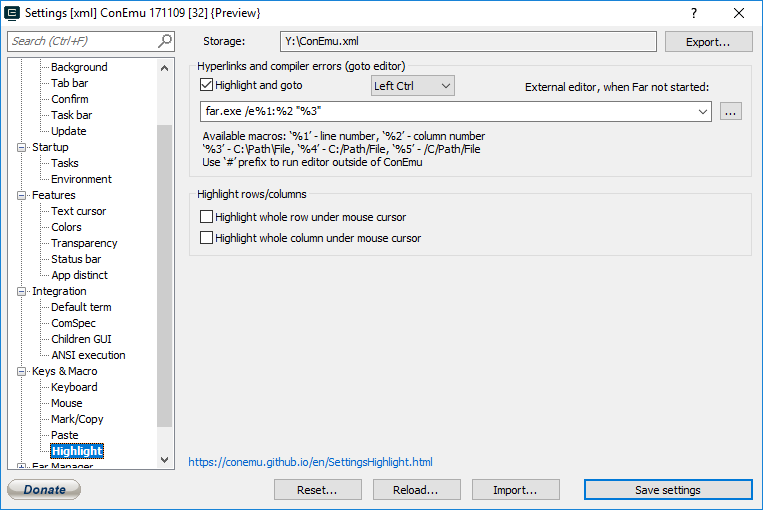 Settings [xml] ConEmu 171109 [32] {Preview}
Search (Ctrl+F)
Storage:
Y:\ConEmu.xml
Export...
Background
Tab bar
Confirm
Task bar
Update
Startup
Tasks
Environment
Features
Text cursor
Colors
Transparency
Status bar
App distinct
Integration
Default term
ComSpec
Children GUI
ANSI execution
Keys & Macro
Keyboard
Mouse
Mark/Copy
Paste
Highlight
Far Manager
Hyperlinks and compiler errors (goto editor)
Highlight and goto
Left Ctrl
External editor, when Far not started:
far.exe /e%1:%2 "%3"
...
Available macros: '%1' - line number, '%2' - column number
'%3' - C:\Path\File, '%4' - C:/Path/File, '%5' - /C/Path/File
Use '#' prefix to run editor outside of ConEmu
Highlight rows/columns
Highlight whole row under mouse cursor
Highlight whole column under mouse cursor
https://conemu.github.io/en/SettingsHighlight.html
Donate
Reset...
Reload...
Import...
Save settings